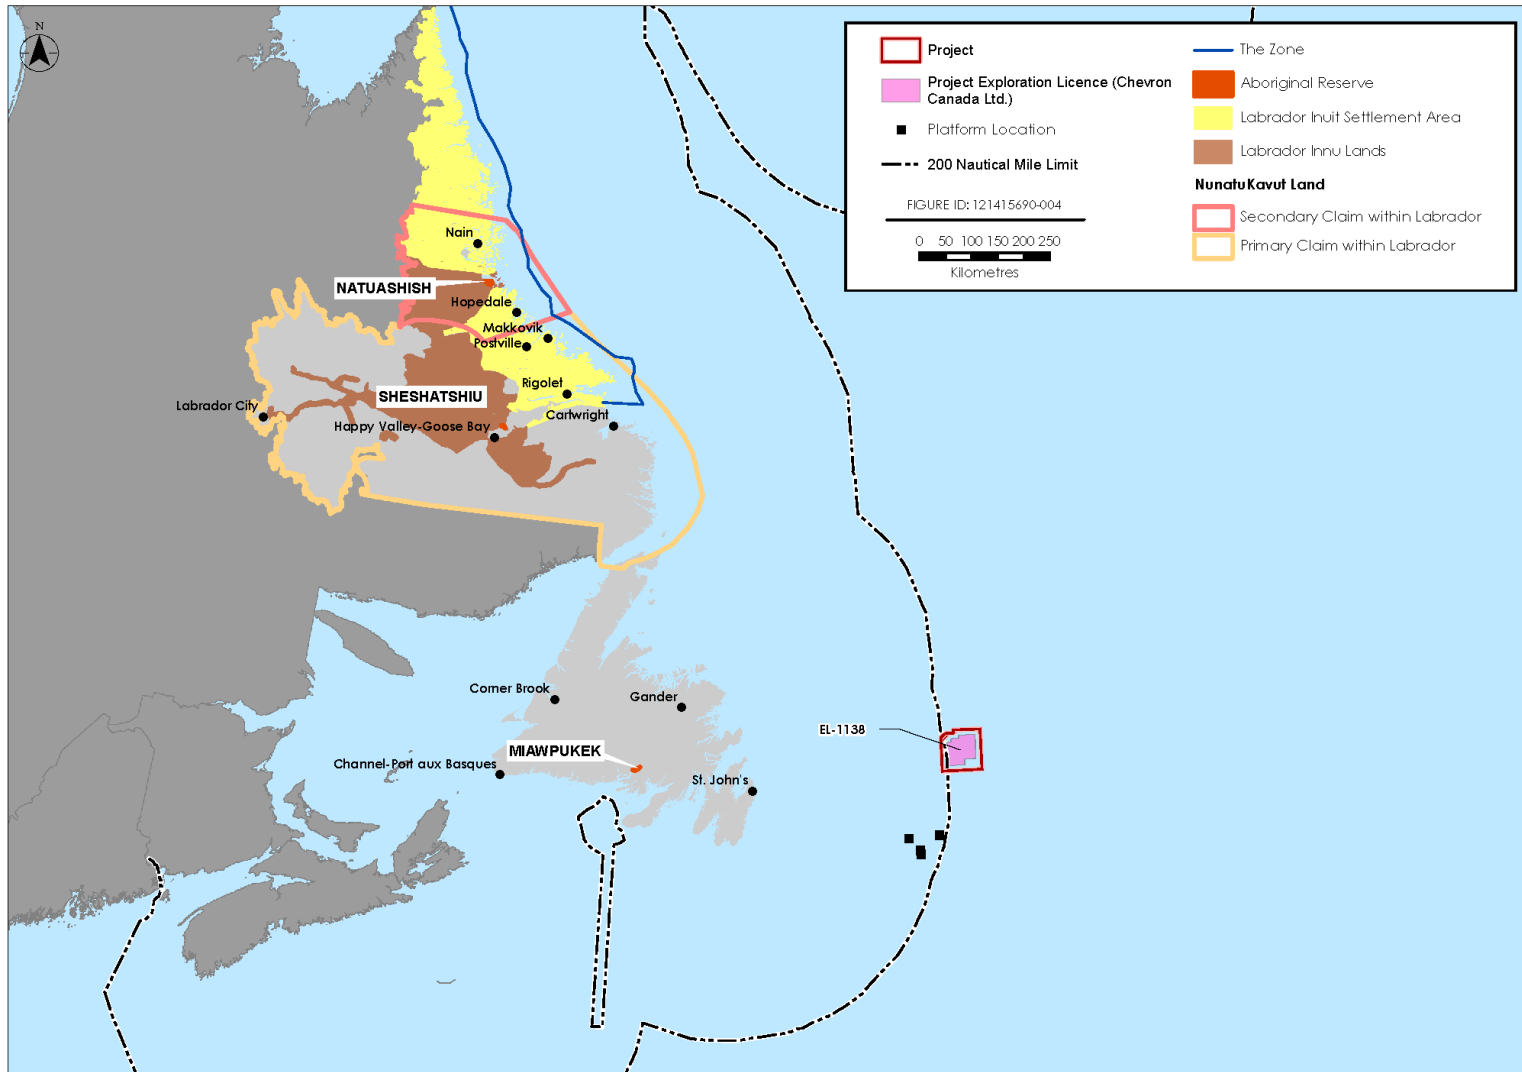 N
Project
Project Exploration Licence (Chevron
Canada Ltd.)
Platform Location
200 Nautical Mile Limit
FIGURE ID: 121415690-004
0 50 100 150 200 250
Kilometres
The Zone
Aboriginal Reserve
Labrador Inuit Settlement Area
Labrador Innu Lands
NunatuKavut Land
Secondary Claim within Labrador
Primary Claim within Labrador
Nain
NATUASHISH
Hopedale
Makkovik
Postville
Rigolet
SHESHATSHIU
Labrador City
Cartwright
Happy Valley-Goose Bay
Corner Brook
Gander
EL-1138
MIAWPUKEK
Channel-Port aux Basques
St. John's